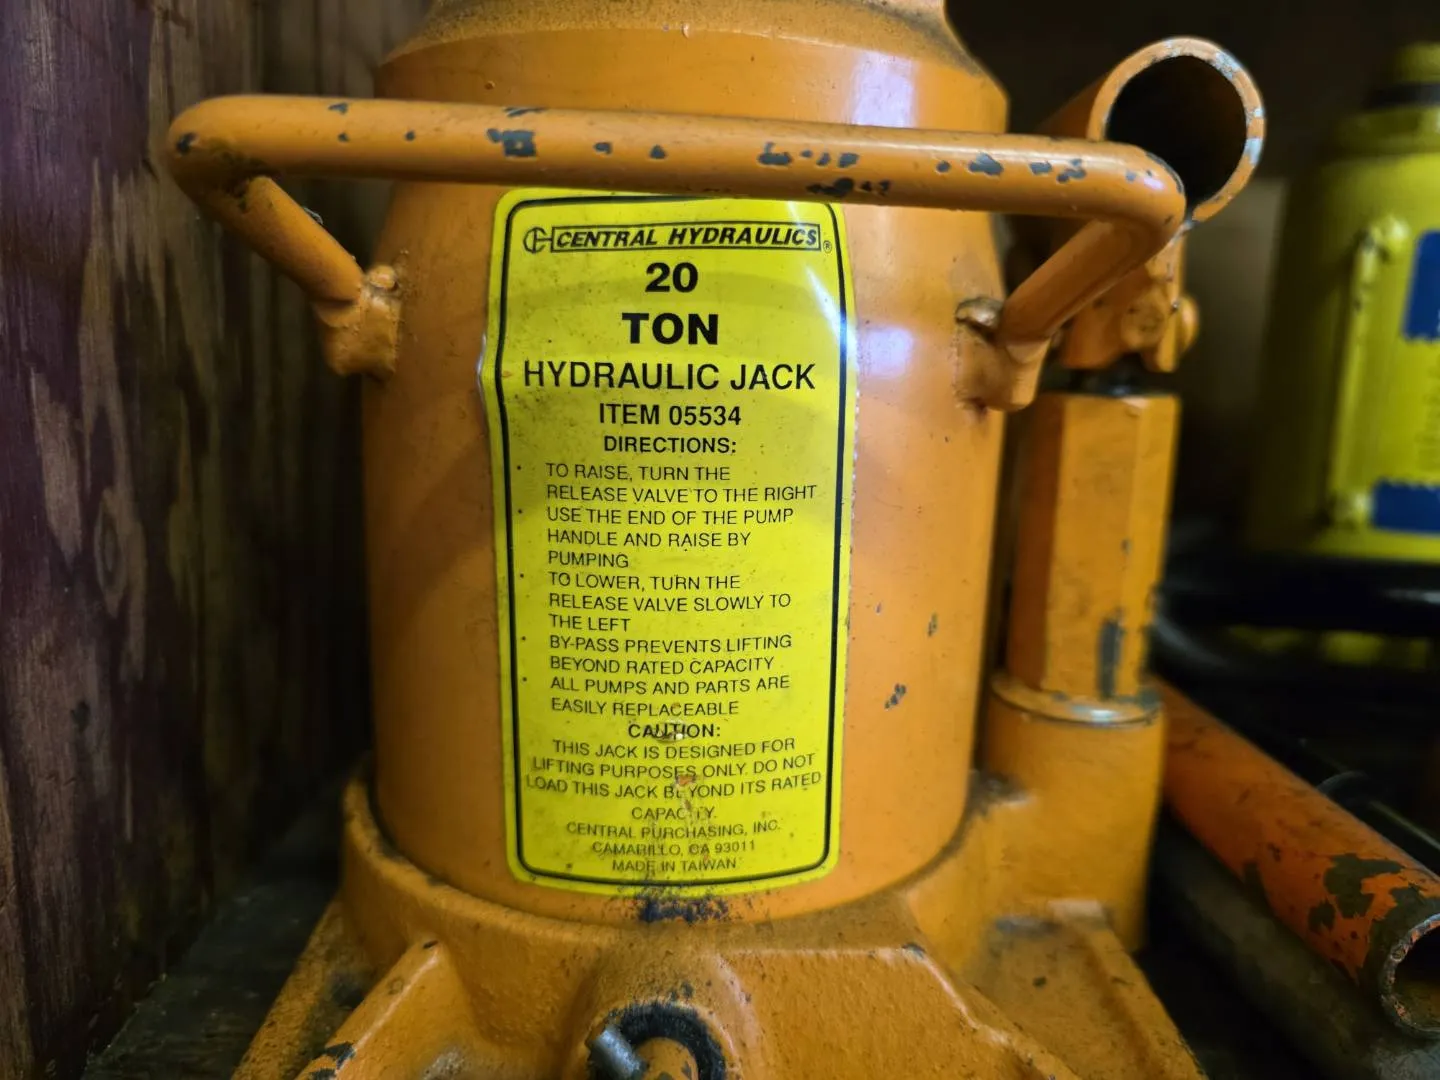 CH CENTRAL HYDRAULICS®
20
TON
HYDRAULIC JACK
ITEM 05534
DIRECTIONS:
• TO RAISE, TURN THE
RELEASE VALVE TO THE RIGHT
• USE THE END OF THE PUMP
HANDLE AND RAISE BY
PUMPING
• TO LOWER, TURN THE
RELEASE VALVE SLOWLY TO
THE LEFT
• BY-PASS PREVENTS LIFTING
BEYOND RATED CAPACITY
• ALL PUMPS AND PARTS ARE
EASILY REPLACEABLE
CAUTION:
THIS JACK IS DESIGNED FOR
LIFTING PURPOSES ONLY. DO NOT
LOAD THIS JACK BEYOND ITS RATED
CAPACITY.
CENTRAL PURCHASING, INC.
CAMARILLO, CA 93011
MADE IN TAIWAN